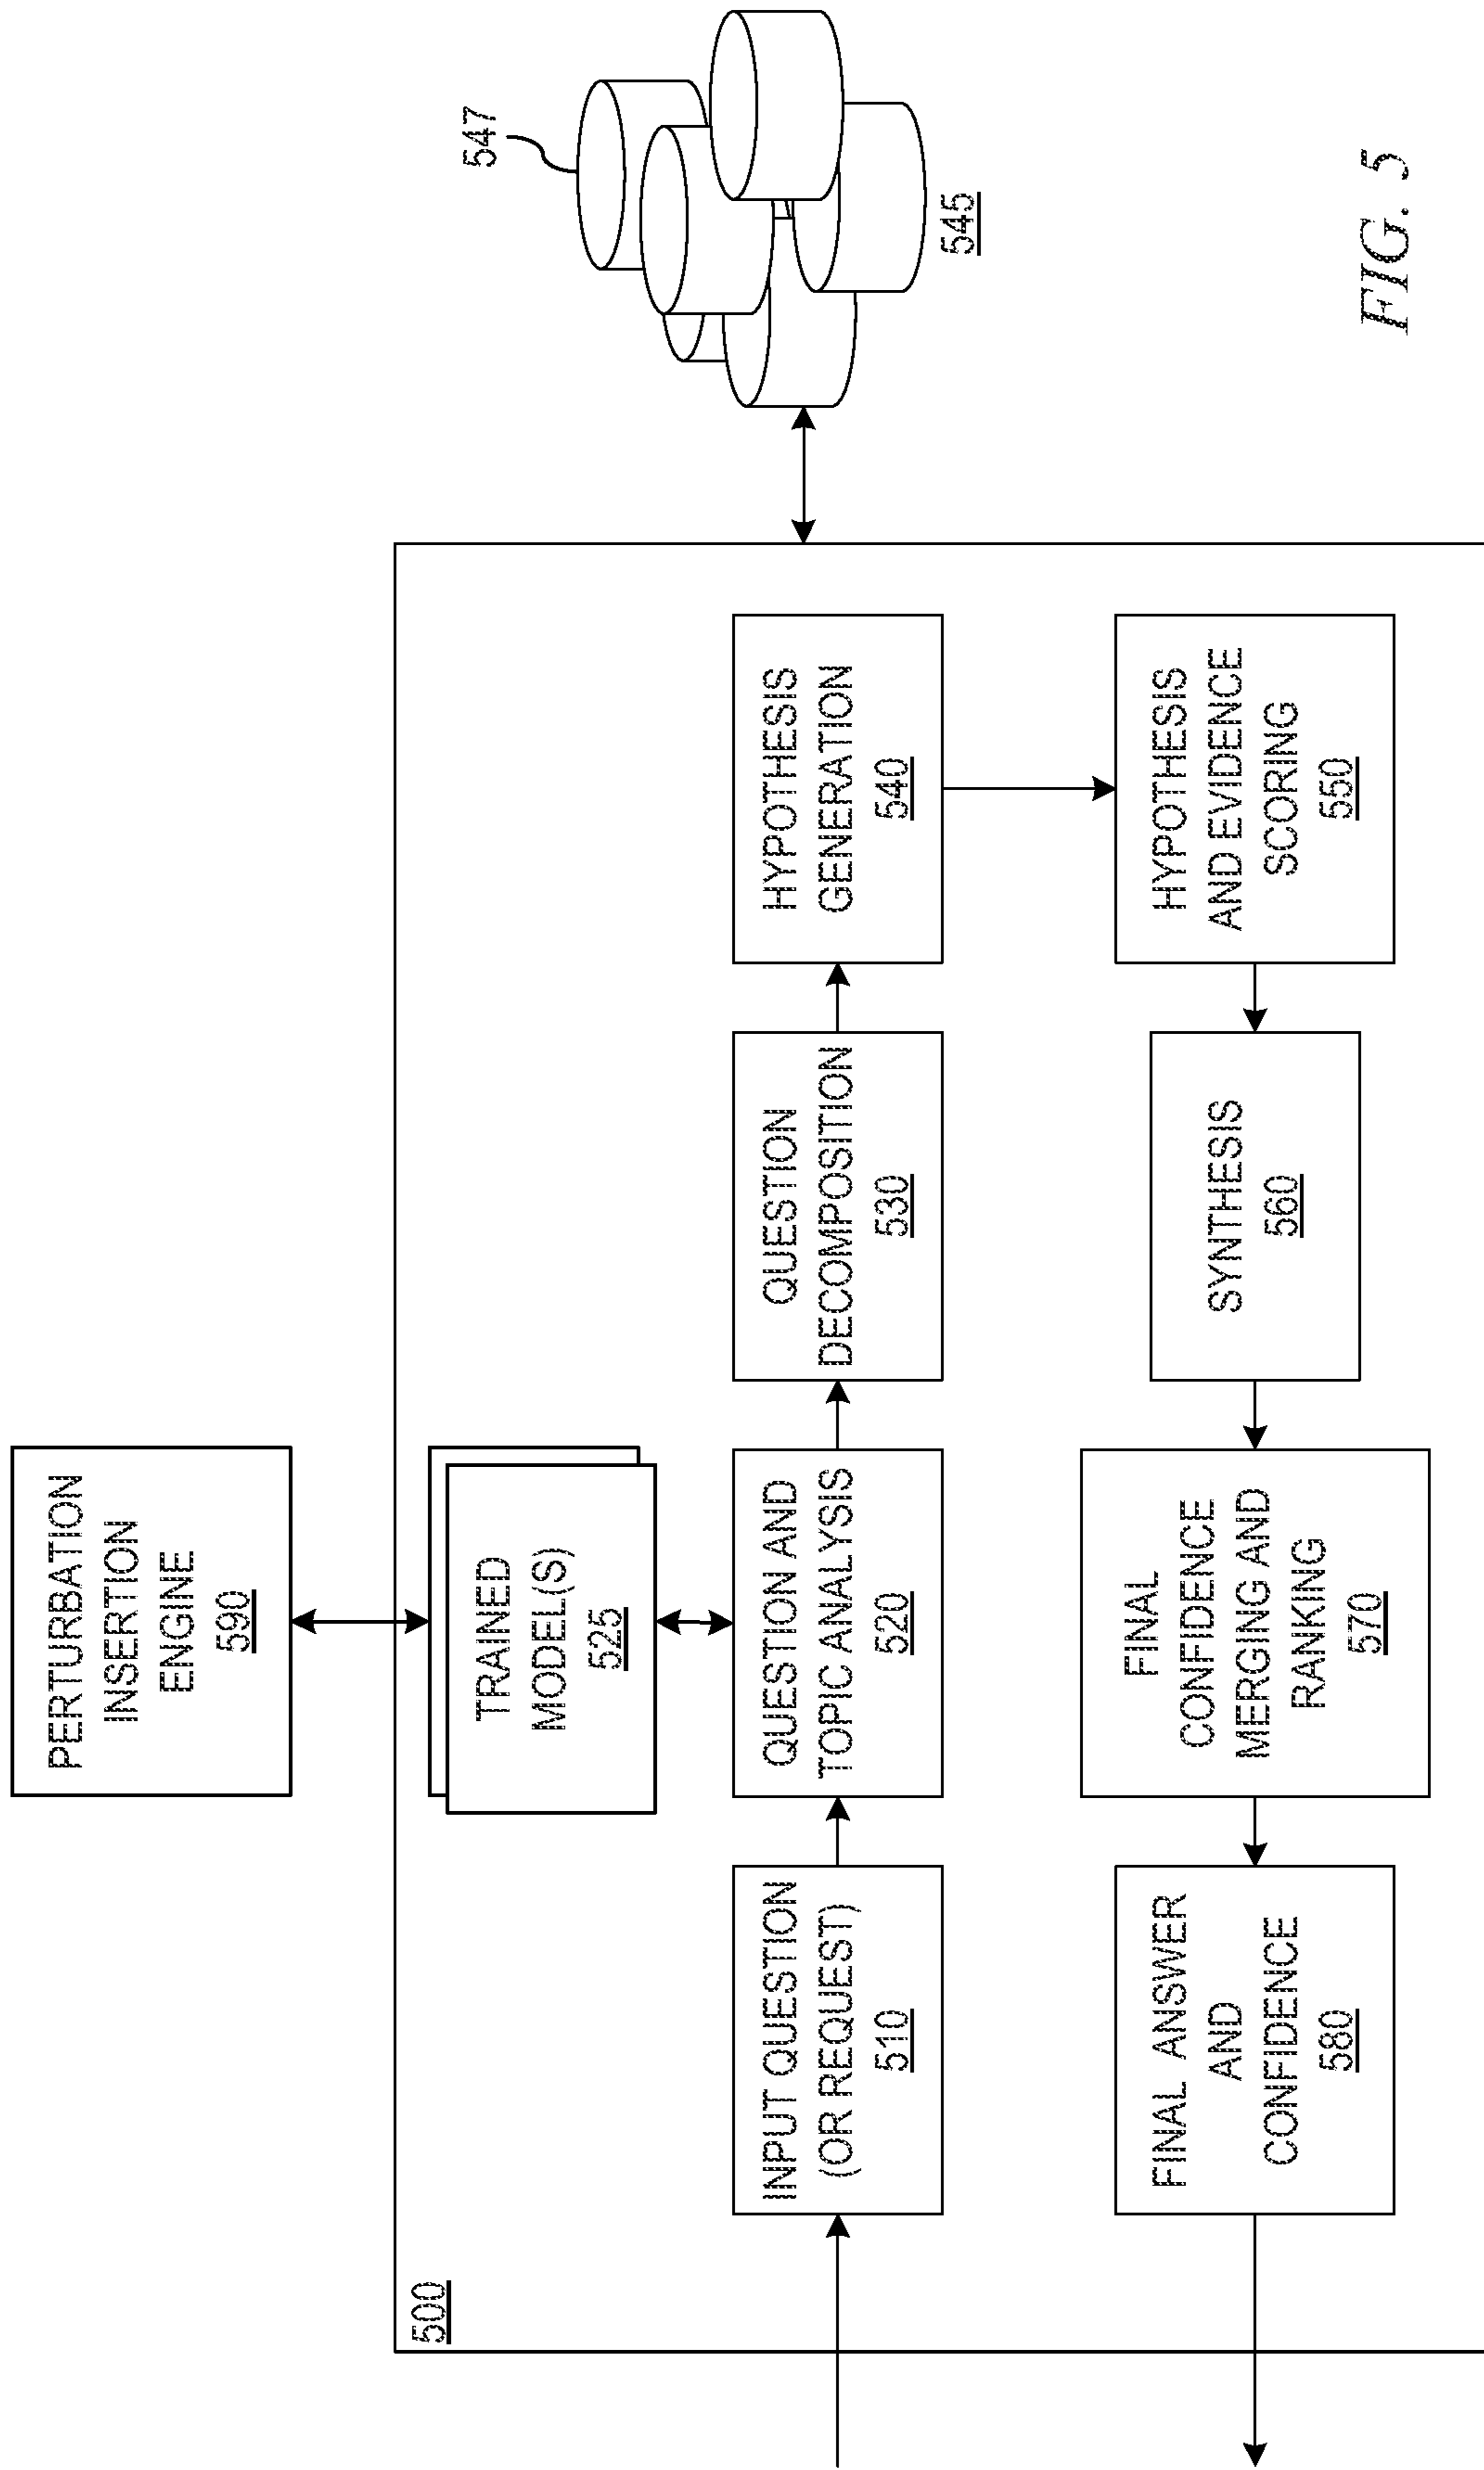 PERTURBATION
INSERTION
ENGINE
590
500
TRAINED
MODEL(S)
525
547
INPUT QUESTION
(OR REQUEST)
510
QUESTION AND
TOPIC ANALYSIS
520
QUESTION
DECOMPOSITION
530
HYPOTHESIS
GENERATION
540
545
FINAL ANSWER
AND
CONFIDENCE
580
FINAL
CONFIDENCE
MERGING AND
RANKING
570
SYNTHESIS
560
HYPOTHESIS
AND EVIDENCE
SCORING
550
FIG. 5